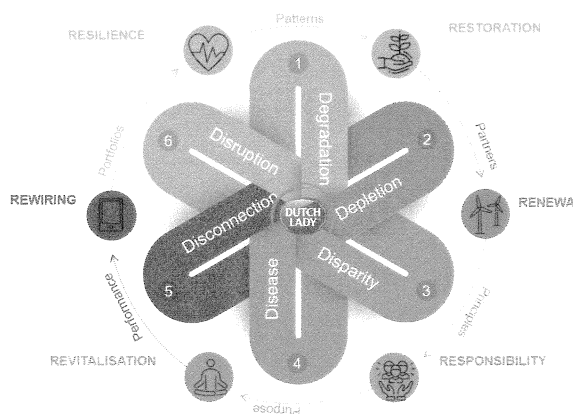 Patterns
RESILIENCE
RESTORATION
1
Degradation
2
Depletion
Partners
6
Disruption
Portfolios
REWIRING
Disconnection
DUTCH
LADY
RENEWA
5
Disease
Disparity
3
Principles
4
Performance
REVITALISATION
RESPONSIBILITY
Purpose